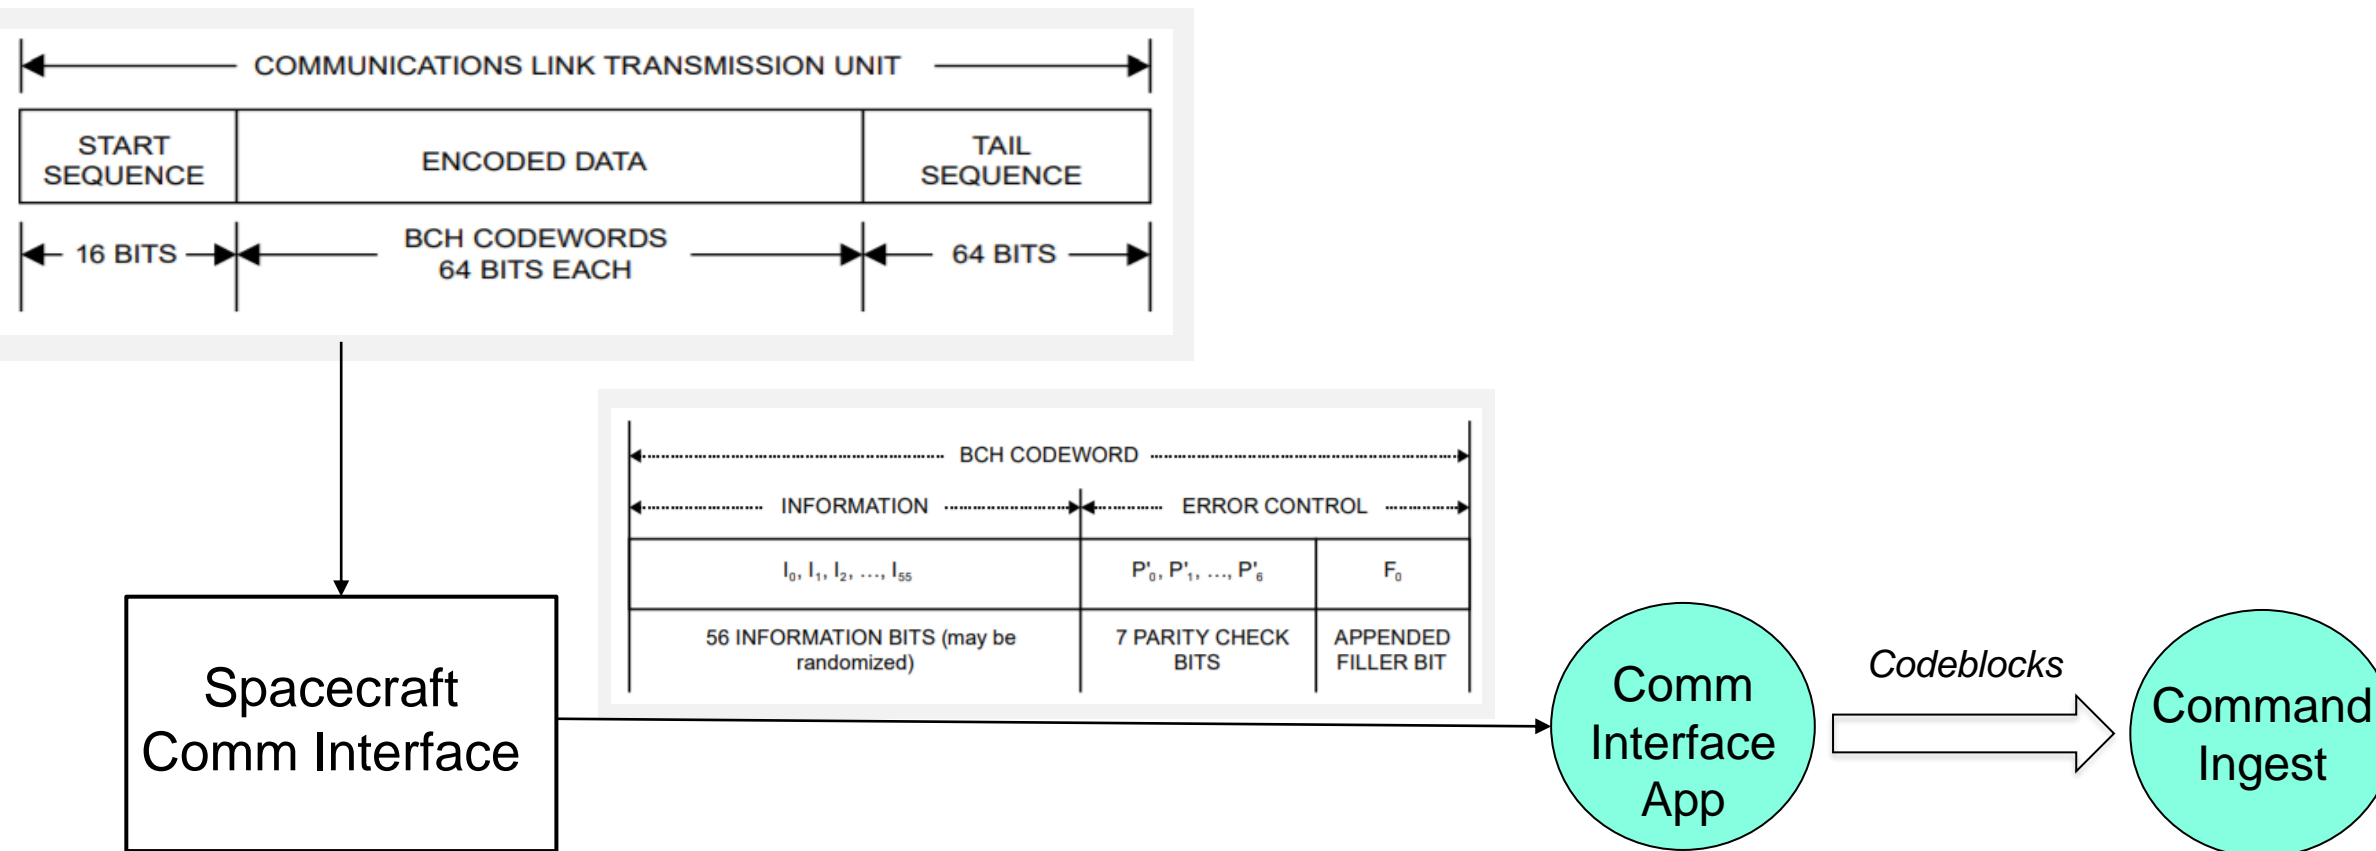 COMMUNICATIONS LINK TRANSMISSION UNIT
START
SEQUENCE
ENCODED DATA
TAIL
SEQUENCE
16 BITS
BCH CODEWORDS
64 BITS EACH
64 BITS
BCH CODEWORD
INFORMATION
ERROR CONTROL
I₀, I₁, I₂, …, I₅₅
P'₀, P'₁, …, P'₆
F₀
56 INFORMATION BITS (may be
randomized)
7 PARITY CHECK
BITS
APPENDED
FILLER BIT
Spacecraft
Comm Interface
Comm
Interface
App
Codeblocks
Command
Ingest